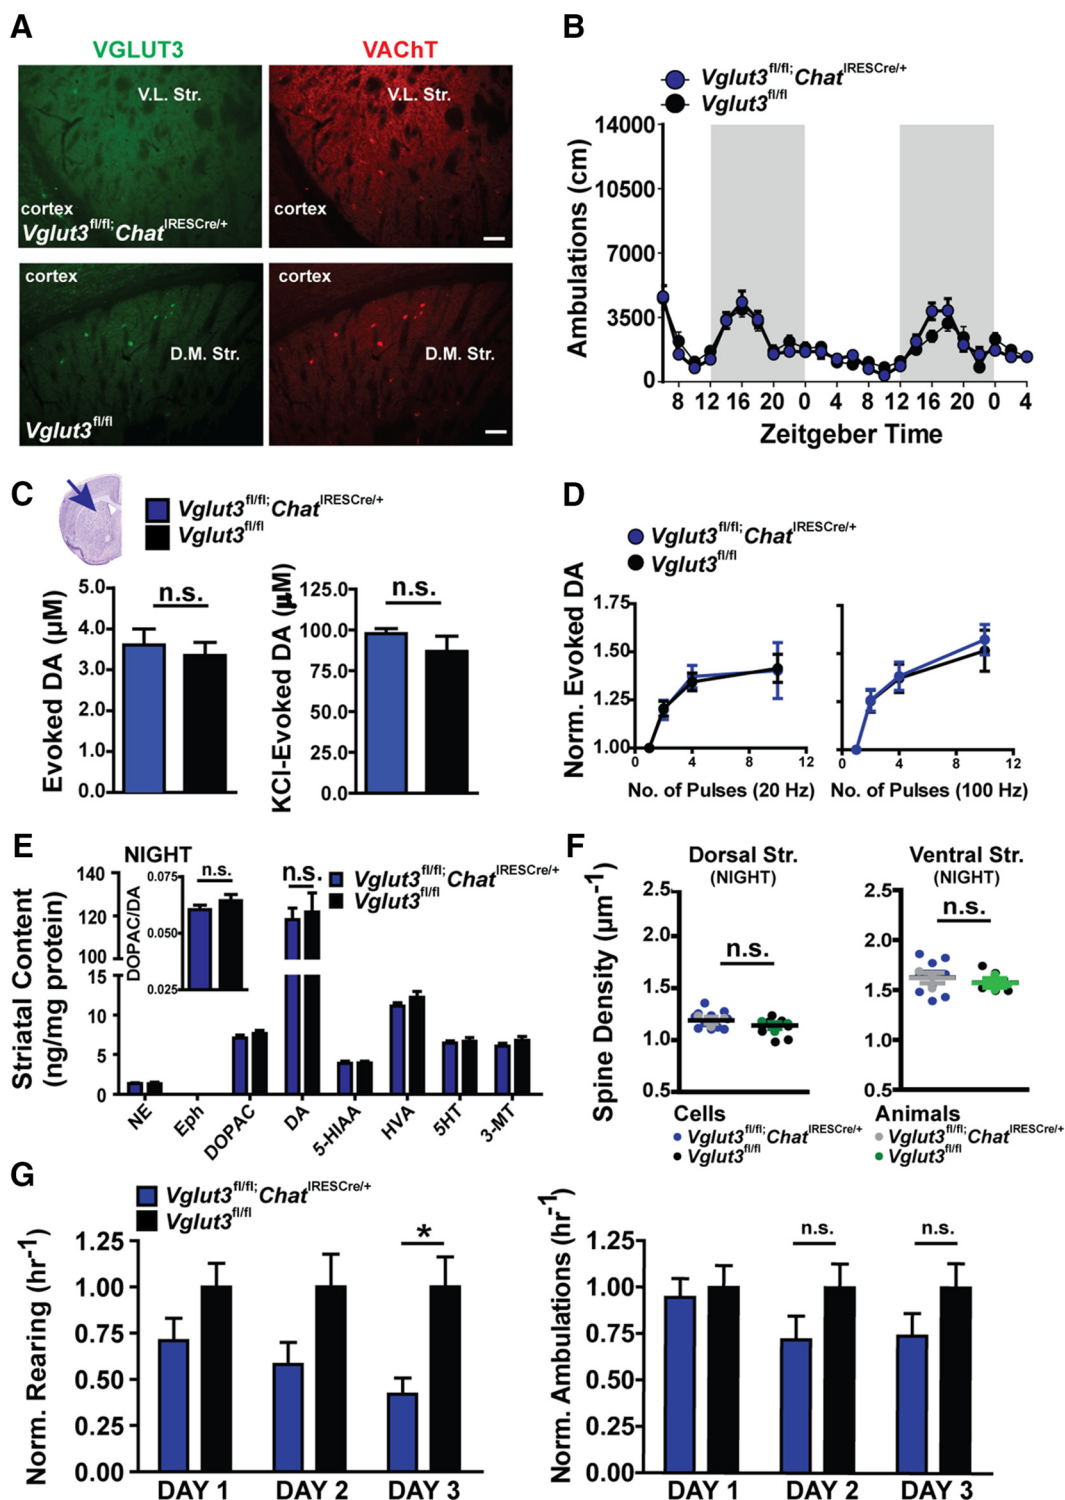 A
VGLUT3
VAChT
V.L. Str.
V.L. Str.
cortex
cortex
Vglut3fl/fl;ChatIRESCre/+
cortex
cortex
D.M. Str.
D.M. Str.
Vglut3fl/fl
B
Vglut3fl/fl;ChatIRESCre/+
Vglut3fl/fl
Ambulations (cm)
14000
10500
7000
3500
0
8 12 16 20 0 4 8 12 16 20 0 4
Zeitgeber Time
C
Vglut3fl/fl;ChatIRESCre/+
Vglut3fl/fl
Evoked DA (µM)
5.0
4.0
3.0
2.0
1.0
0.0
n.s.
KCl-Evoked DA (µM)
125.0
100.0
75.0
50.0
25.0
0.0
n.s.
D
Vglut3fl/fl;ChatIRESCre/+
Vglut3fl/fl
Norm. Evoked DA
1.75
1.50
1.25
1.00
0 4 8 12
No. of Pulses (20 Hz)
0 4 8 12
No. of Pulses (100 Hz)
E
NIGHT
Striatal Content
(ng/mg protein)
140
120
100
15
10
5
0
DOPAC/DA
0.075
0.050
0.025
n.s.
n.s.
Vglut3fl/fl;ChatIRESCre/+
Vglut3fl/fl
NE Eph DOPAC DA 5-HIAA HVA 5HT 3-MT
F
Dorsal Str.
(NIGHT)
Spine Density (µm-1)
2.5
2.0
1.5
1.0
0.5
n.s.
Ventral Str.
(NIGHT)
2.5
2.0
1.5
1.0
0.5
n.s.
Cells
Vglut3fl/fl;ChatIRESCre/+
Vglut3fl/fl
Animals
Vglut3fl/fl;ChatIRESCre/+
Vglut3fl/fl
G
Vglut3fl/fl;ChatIRESCre/+
Vglut3fl/fl
Norm. Rearing (hr-1)
1.25
1.00
0.75
0.50
0.25
0.00
*
DAY 1 DAY 2 DAY 3
Norm. Ambulations (hr-1)
1.25
1.00
0.75
0.50
0.25
0.00
n.s.
n.s.
DAY 1 DAY 2 DAY 3